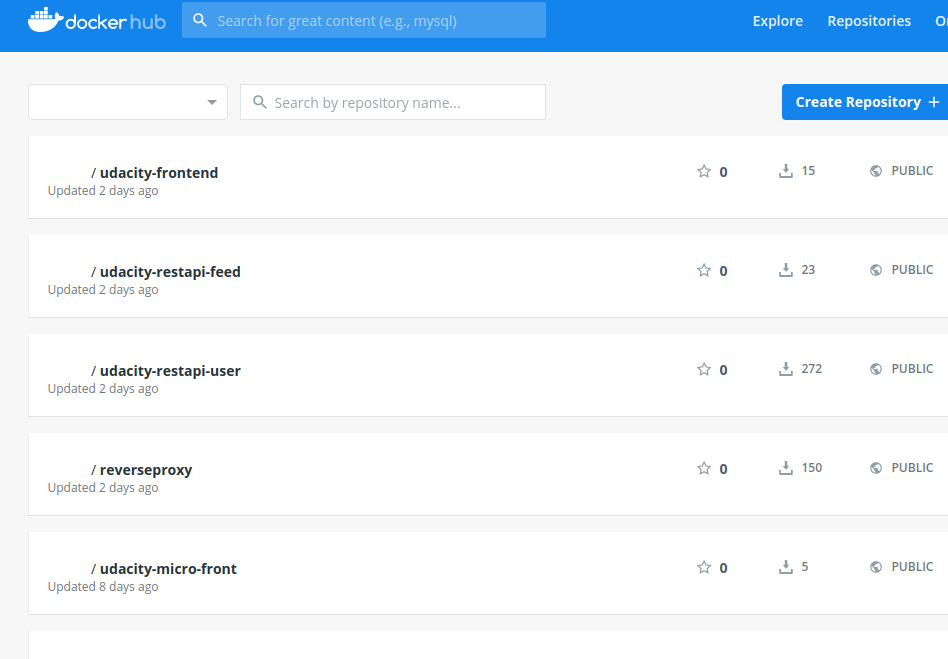 docker hub
Search for great content (e.g., mysql)
Explore
Repositories
Search by repository name...
Create Repository +
/ udacity-frontend
Updated 2 days ago
0
15
PUBLIC
/ udacity-restapi-feed
Updated 2 days ago
0
23
PUBLIC
/ udacity-restapi-user
Updated 2 days ago
0
272
PUBLIC
/ reverseproxy
Updated 2 days ago
0
150
PUBLIC
/ udacity-micro-front
Updated 8 days ago
0
5
PUBLIC